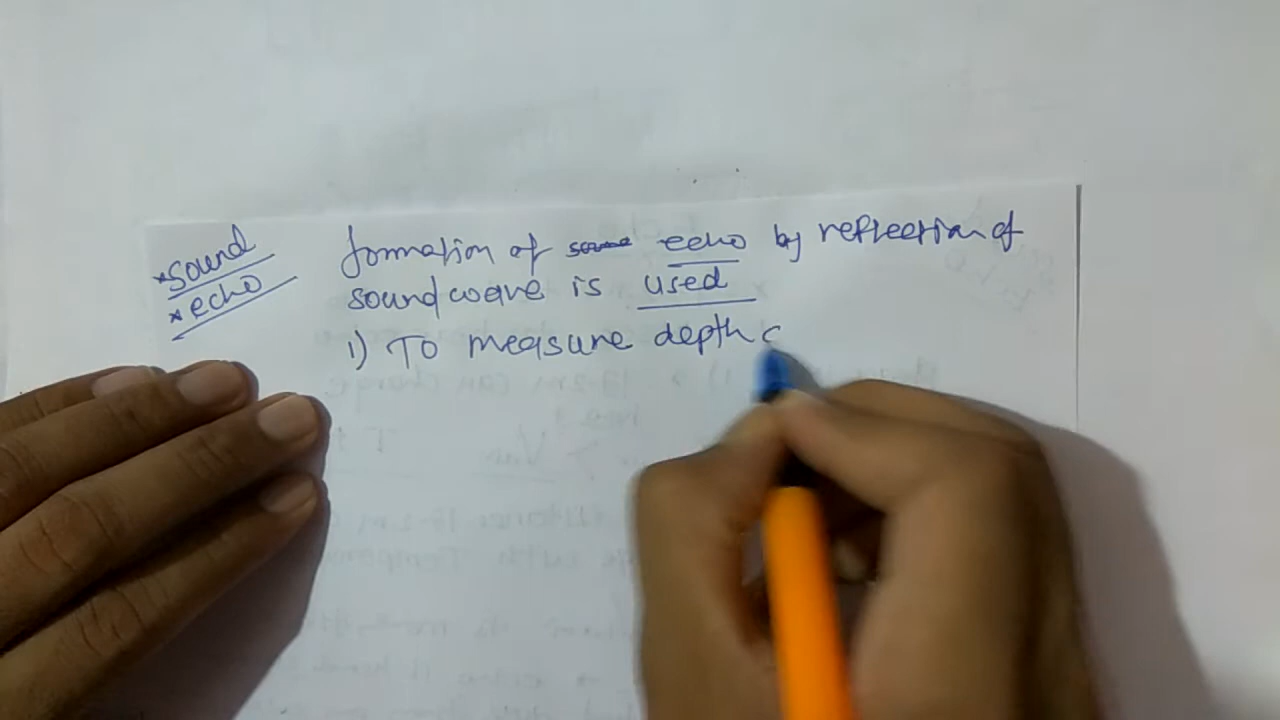 *sound
*echo
formation of echo by reflection of
sound wave is used
1) To measure depth